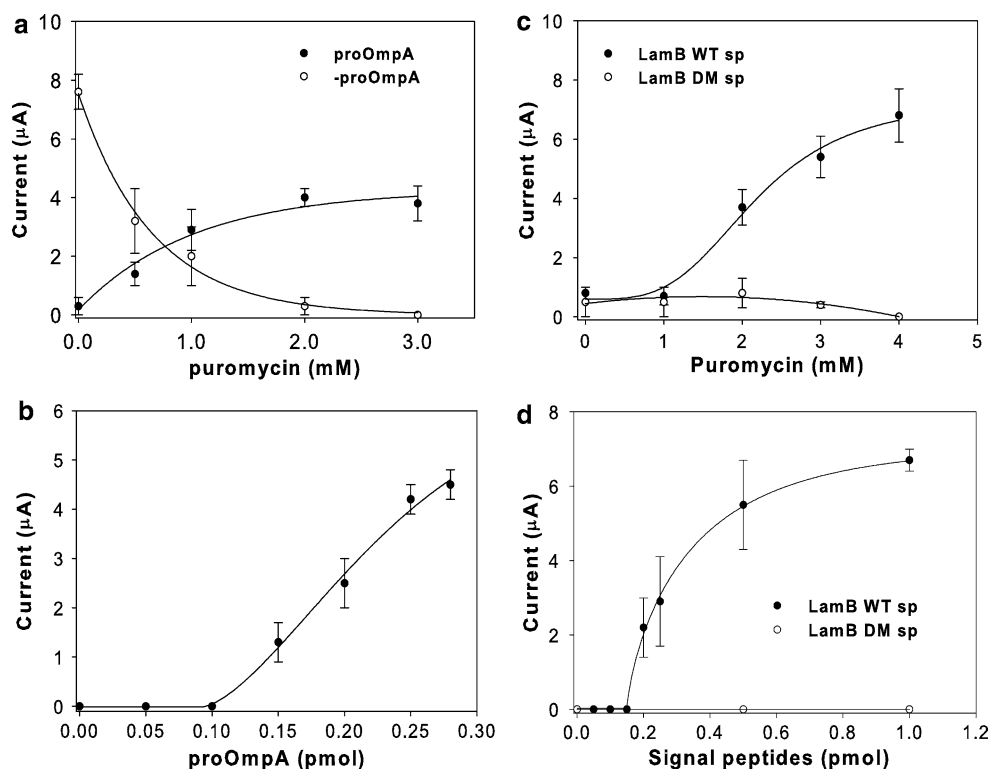 a
10
8
6
4
2
0
Current (μA)
proOmpA
-proOmpA
0.0 1.0 2.0 3.0
puromycin (mM)
c
10
8
6
4
2
0
Current (μA)
LamB WT sp
LamB DM sp
0 1 2 3 4 5
Puromycin (mM)
b
6
5
4
3
2
1
0
Current (μA)
0.00 0.05 0.10 0.15 0.20 0.25 0.30
proOmpA (pmol)
d
8
6
4
2
0
Current (μA)
LamB WT sp
LamB DM sp
0.0 0.2 0.4 0.6 0.8 1.0 1.2
Signal peptides (pmol)